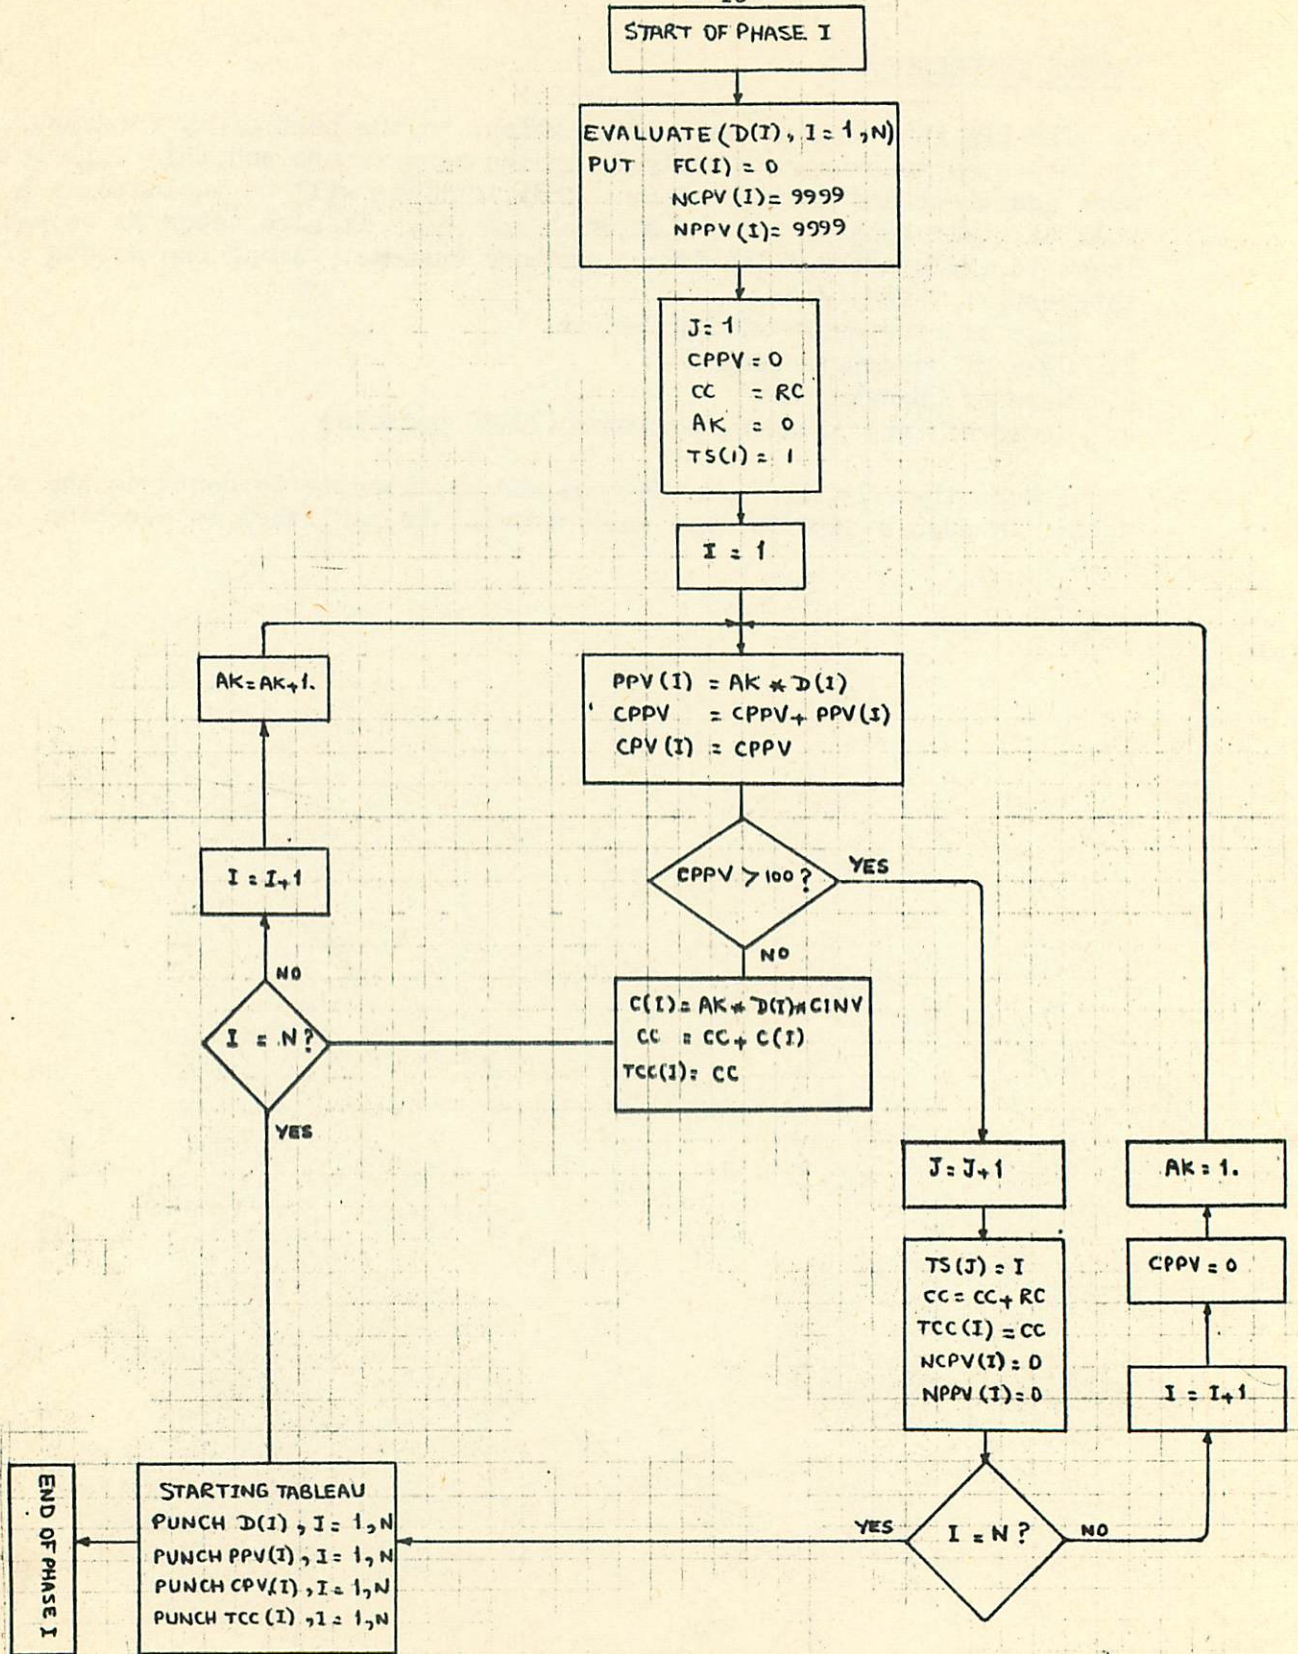 START OF PHASE I
EVALUATE (D(I), I = 1, N)
PUT FC(I) = 0
NCPV(I) = 9999
NPPV(I) = 9999
J = 1
CPPV = 0
CC = RC
AK = 0
TS(1) = 1
I = 1
AK = AK + 1.
PPV(I) = AK * D(I)
CPPV = CPPV + PPV(I)
CPV(I) = CPPV
I = I + 1
CPPV > 100 ?
YES
NO
NO
I = N ?
YES
C(I) = AK * D(I) * CINV
CC = CC + C(I)
TCC(I) = CC
J = J + 1
AK = 1.
TS(J) = I
CC = CC + RC
TCC(I) = CC
NCPV(I) = 0
NPPV(I) = 0
CPPV = 0
I = I + 1
END OF PHASE I
STARTING TABLEAU
PUNCH D(I), I = 1, N
PUNCH PPV(I), I = 1, N
PUNCH CPV(I), I = 1, N
PUNCH TCC(I), I = 1, N
YES
I = N ?
NO